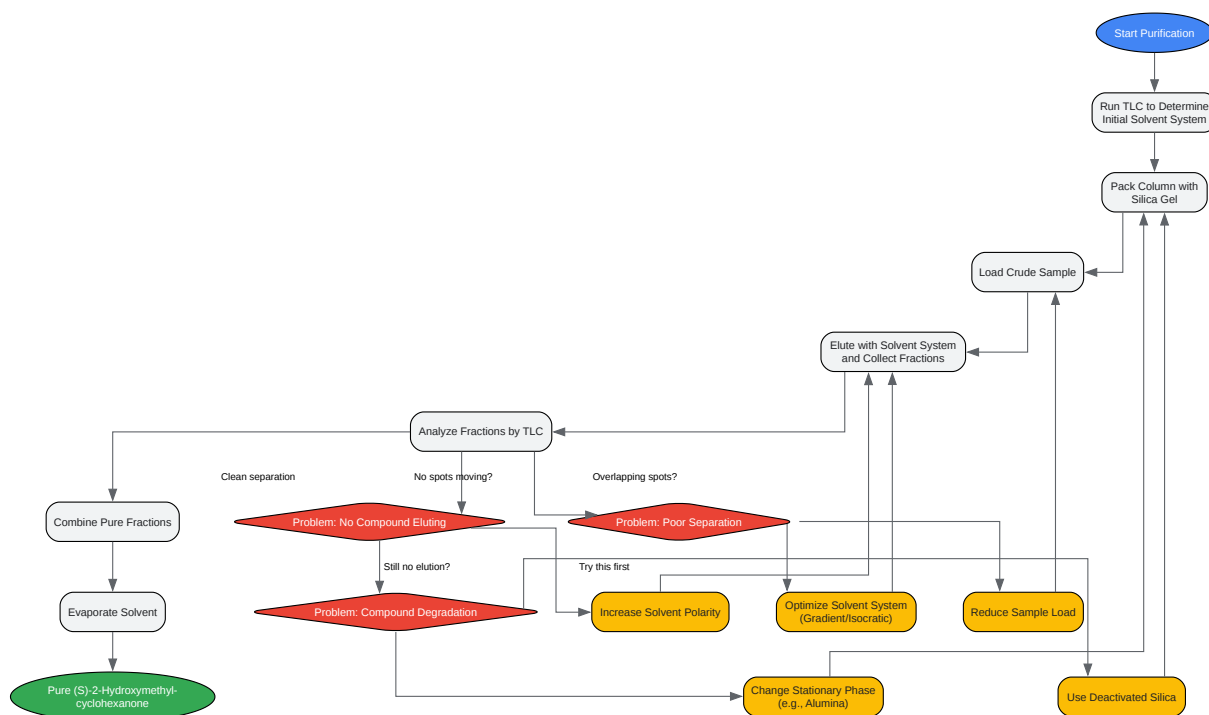 Start Purification
Run TLC to Determine
Initial Solvent System
Pack Column with
Silica Gel
Load Crude Sample
Elute with Solvent System
and Collect Fractions
Analyze Fractions by TLC
Clean separation
No spots moving?
Overlapping spots?
Combine Pure Fractions
Problem: No Compound Eluting
Problem: Poor Separation
Still no elution?
Try this first
Evaporate Solvent
Problem: Compound Degradation
Increase Solvent Polarity
Optimize Solvent System
(Gradient/Isocratic)
Reduce Sample Load
Pure (S)-2-Hydroxymethyl-
cyclohexanone
Change Stationary Phase
(e.g., Alumina)
Use Deactivated Silica